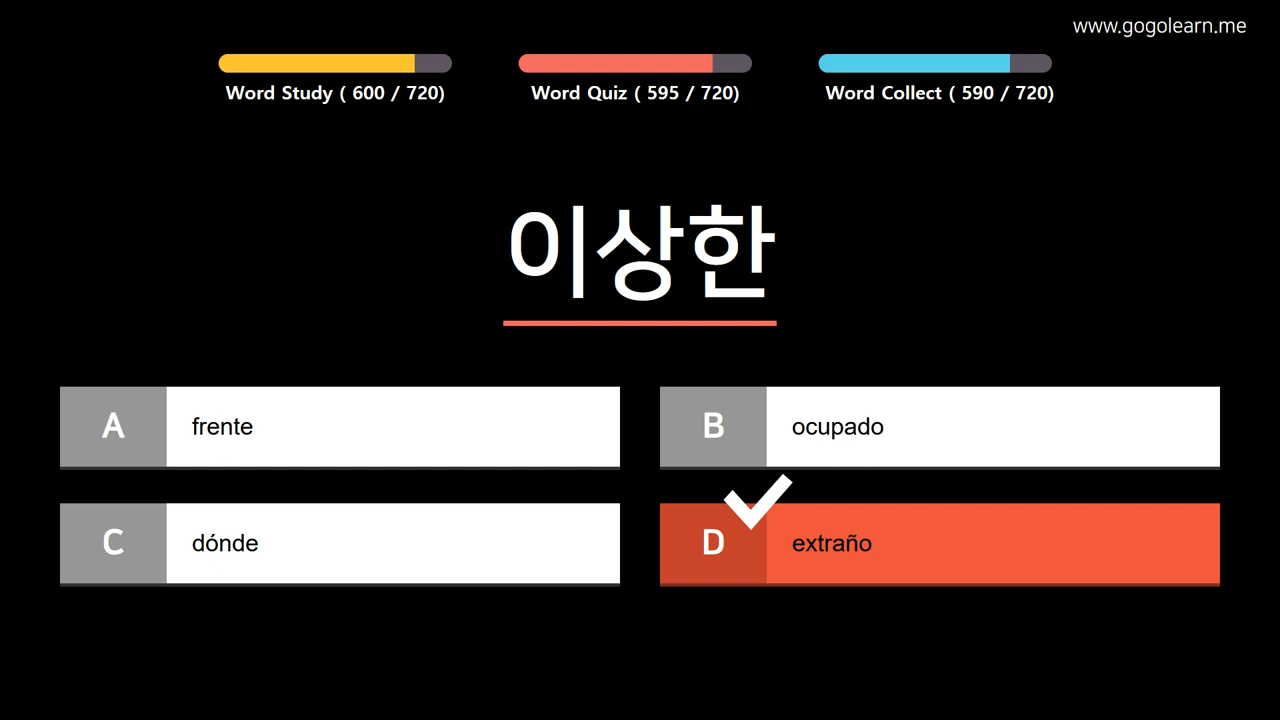 www.gogolearn.me
Word Study ( 600 / 720)
Word Quiz ( 595 / 720)
Word Collect ( 590 / 720)
이상한
A frente
B ocupado
C dónde
D extraño